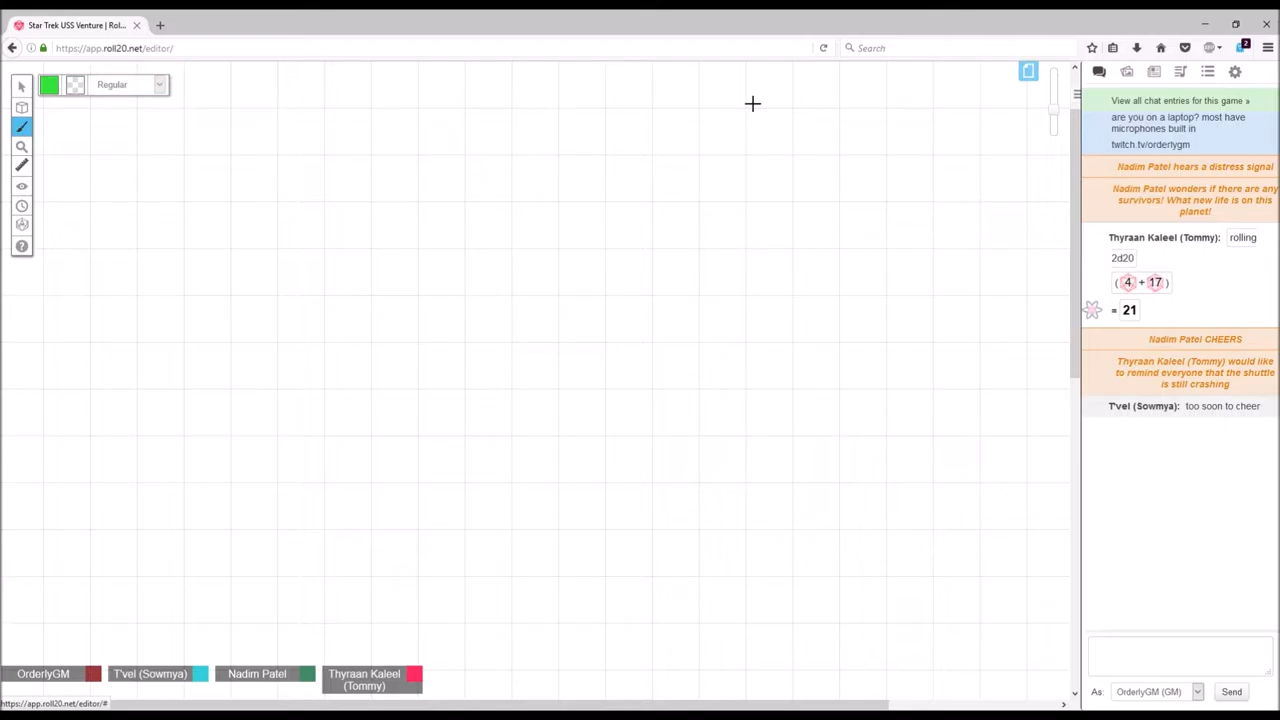 Star Trek USS Venture | Rol...
https://app.roll20.net/editor/
Search
2
Regular
View all chat entries for this game »
are you on a laptop? most have
microphones built in
twitch.tv/orderlygm
Nadim Patel hears a distress signal
Nadim Patel wonders if there are any
survivors! What new life is on this
planet!
Thyraan Kaleel (Tommy): rolling
2d20
(4 + 17)
= 21
Nadim Patel CHEERS
Thyraan Kaleel (Tommy) would like
to remind everyone that the shuttle
is still crashing
T'vel (Sowmya): too soon to cheer
OrderlyGM
T'vel (Sowmya)
Nadim Patel
Thyraan Kaleel
(Tommy)
As: OrderlyGM (GM) Send
https://app.roll20.net/editor/#